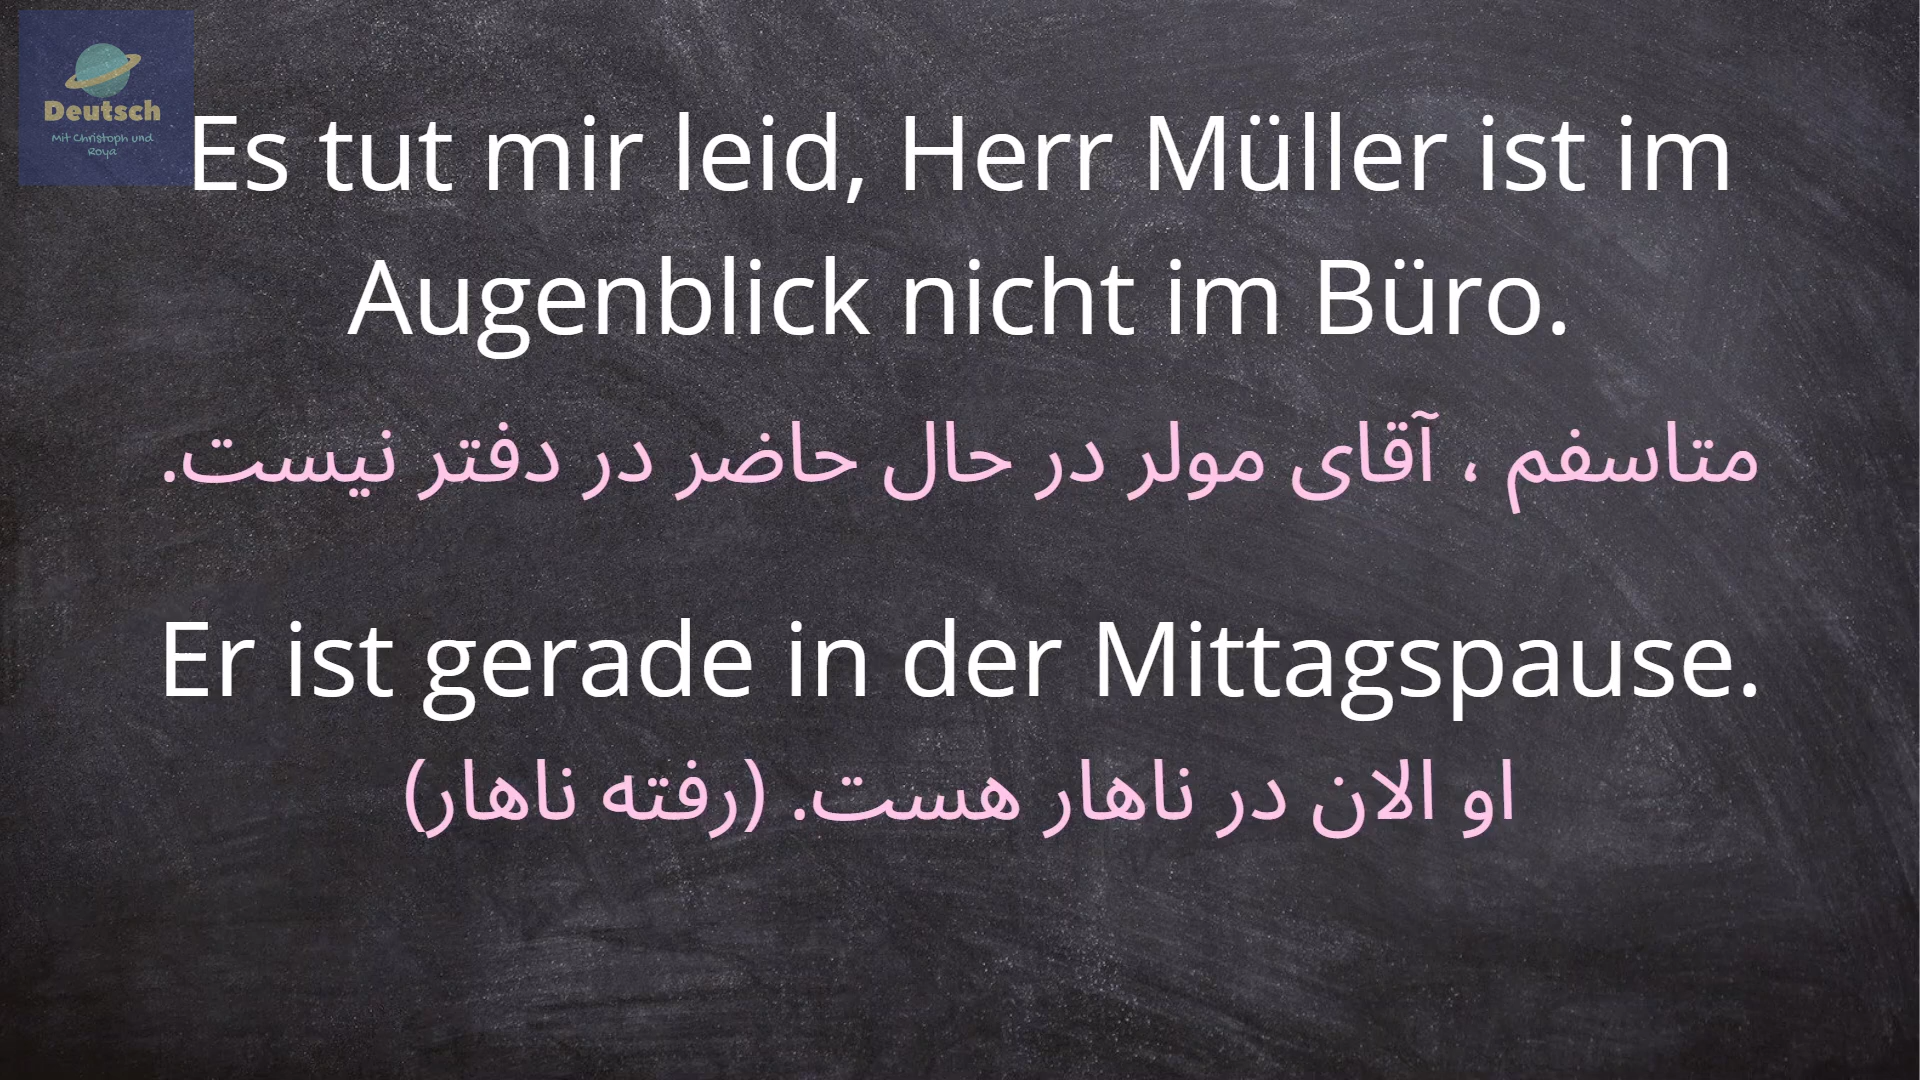 Deutsch
Mit Christoph und
Roya
Es tut mir leid, Herr Müller ist im
Augenblick nicht im Büro.
متاسفم ، آقای مولر در حال حاضر در دفتر نیست.
Er ist gerade in der Mittagspause.
او الان در ناهار هست. (رفته ناهار)